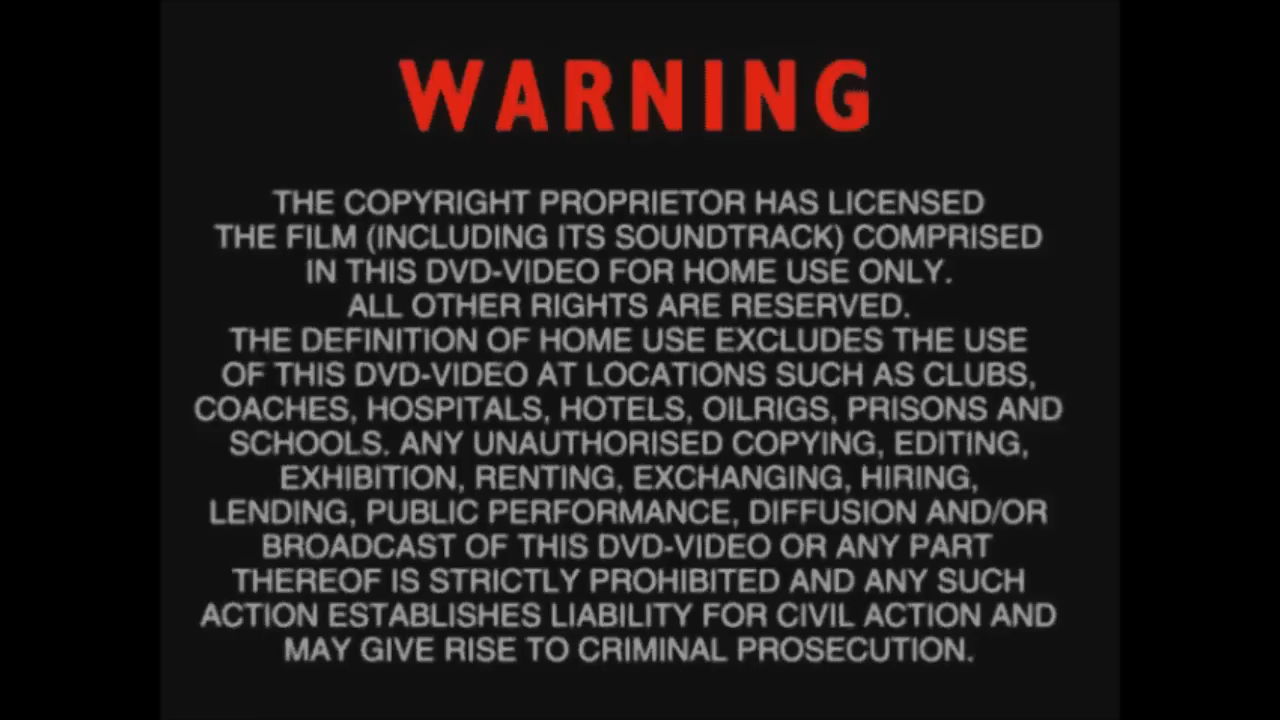 WARNING
THE COPYRIGHT PROPRIETOR HAS LICENSED
THE FILM (INCLUDING ITS SOUNDTRACK) COMPRISED
IN THIS DVD-VIDEO FOR HOME USE ONLY.
ALL OTHER RIGHTS ARE RESERVED.
THE DEFINITION OF HOME USE EXCLUDES THE USE
OF THIS DVD-VIDEO AT LOCATIONS SUCH AS CLUBS,
COACHES, HOSPITALS, HOTELS, OILRIGS, PRISONS AND
SCHOOLS. ANY UNAUTHORISED COPYING, EDITING,
EXHIBITION, RENTING, EXCHANGING, HIRING,
LENDING, PUBLIC PERFORMANCE, DIFFUSION AND/OR
BROADCAST OF THIS DVD-VIDEO OR ANY PART
THEREOF IS STRICTLY PROHIBITED AND ANY SUCH
ACTION ESTABLISHES LIABILITY FOR CIVIL ACTION AND
MAY GIVE RISE TO CRIMINAL PROSECUTION.